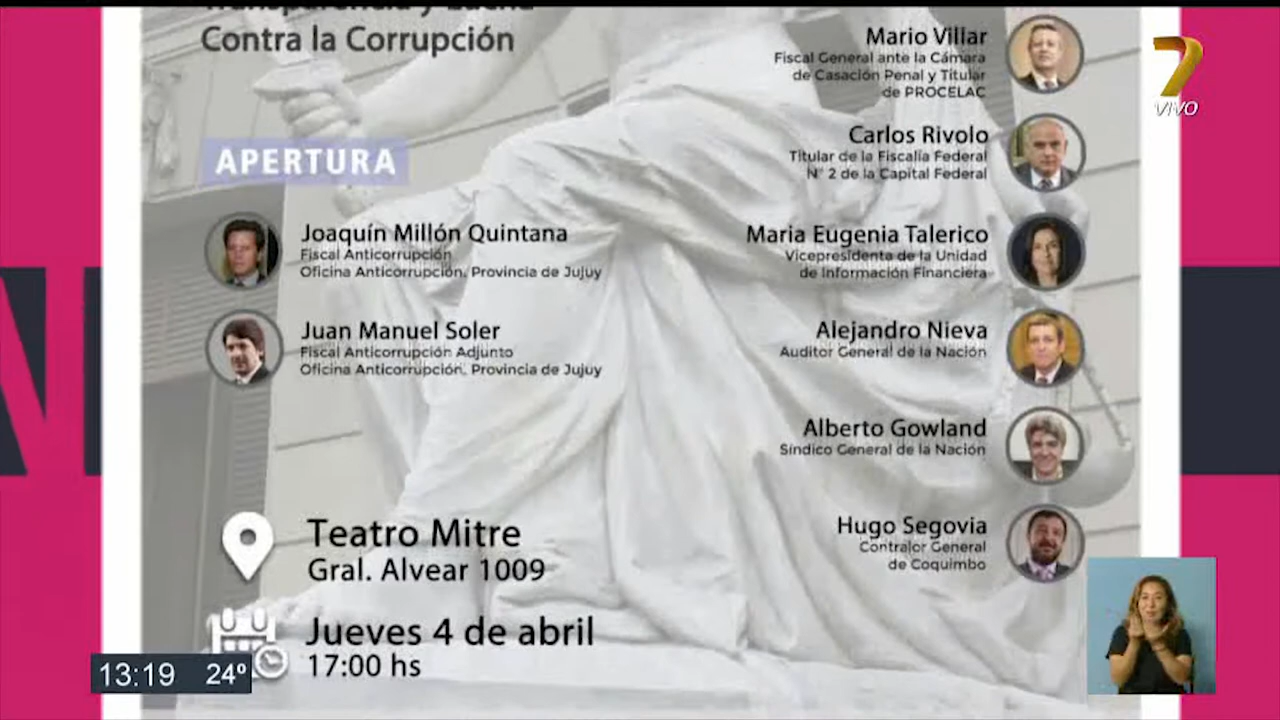 Transparencia y Lucha
Contra la Corrupción
APERTURA
Joaquín Millón Quintana
Fiscal Anticorrupción
Oficina Anticorrupción, Provincia de Jujuy
Juan Manuel Soler
Fiscal Anticorrupción Adjunto
Oficina Anticorrupción, Provincia de Jujuy
Teatro Mitre
Gral. Alvear 1009
Jueves 4 de abril
17:00 hs
Mario Villar
Fiscal General ante la Cámara
de Casación Penal y Titular
de PROCELAC
Carlos Rivolo
Titular de la Fiscalía Federal
N° 2 de la Capital Federal
Maria Eugenia Talerico
Vicepresidenta de la Unidad
de Información Financiera
Alejandro Nieva
Auditor General de la Nación
Alberto Gowland
Síndico General de la Nación
Hugo Segovia
Contralor General
de Coquimbo
7
VIVO
13:19 24º